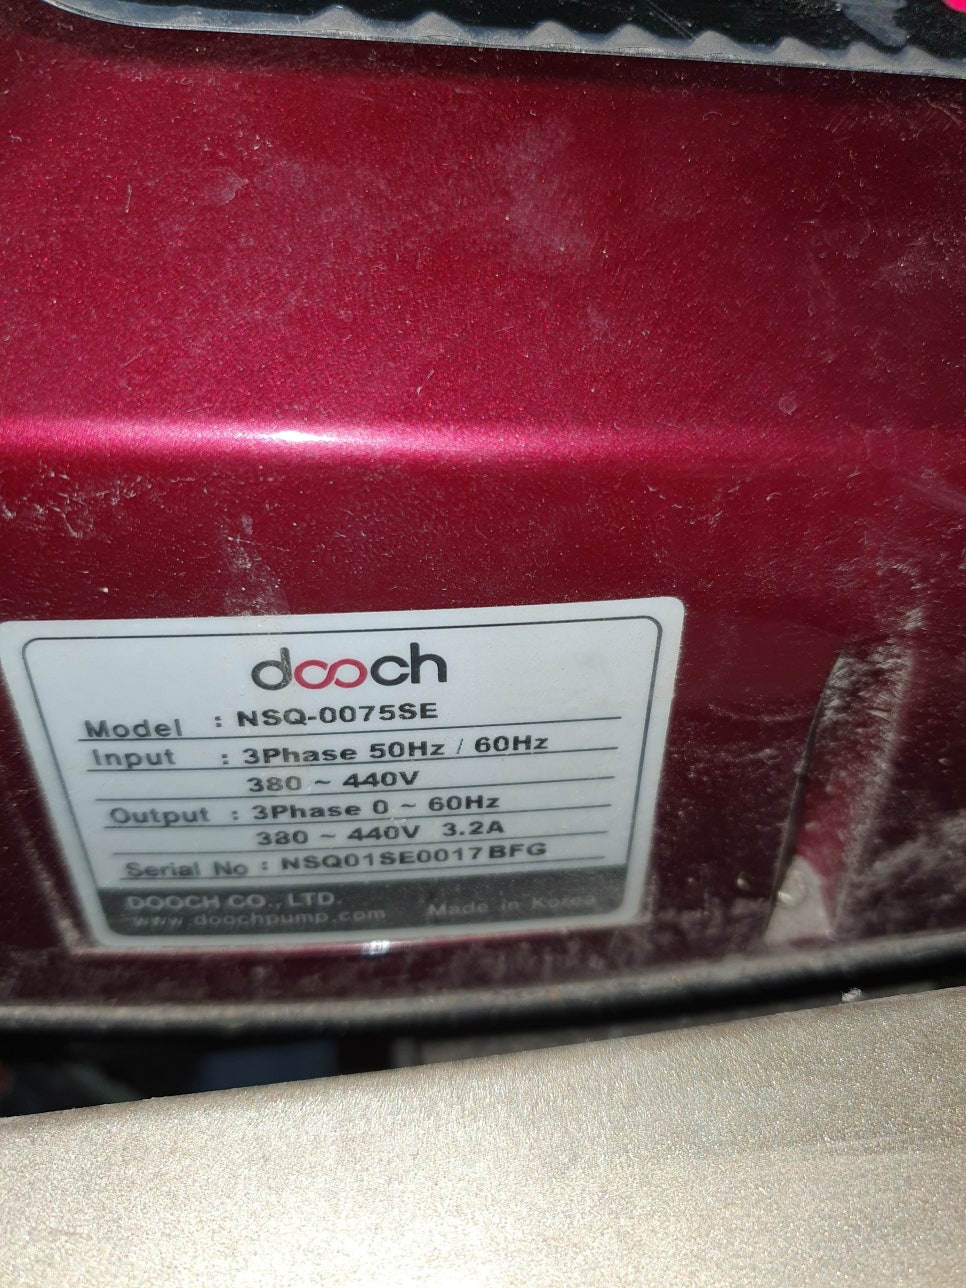 dooch
Model : NSQ-0075SE
Input : 3Phase 50Hz / 60Hz
380 ~ 440V
Output : 3Phase 0 ~ 60Hz
380 ~ 440V 3.2A
Serial No : NSQ01SE0017BFG
DOOCH CO., LTD.
www.doochpump.com Made in Korea